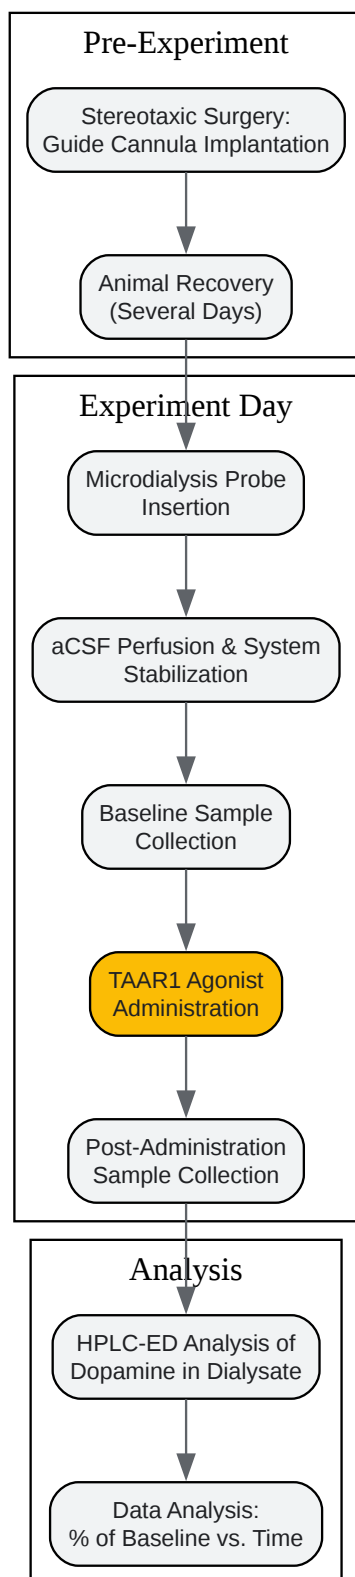 Pre-Experiment
Stereotaxic Surgery:
Guide Cannula Implantation
Animal Recovery
(Several Days)
Experiment Day
Microdialysis Probe
Insertion
aCSF Perfusion & System
Stabilization
Baseline Sample
Collection
TAAR1 Agonist
Administration
Post-Administration
Sample Collection
Analysis
HPLC-ED Analysis of
Dopamine in Dialysate
Data Analysis:
% of Baseline vs. Time